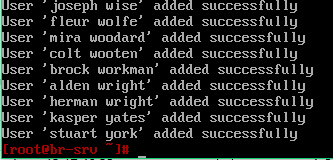 User 'joseph wise' added successfully
User 'fleur wolfe' added successfully
User 'mira woodard' added successfully
User 'colt wooten' added successfully
User 'brock workman' added successfully
User 'alden wright' added successfully
User 'herman wright' added successfully
User 'kasper yates' added successfully
User 'stuart york' added successfully
[root@br-srv ~]#